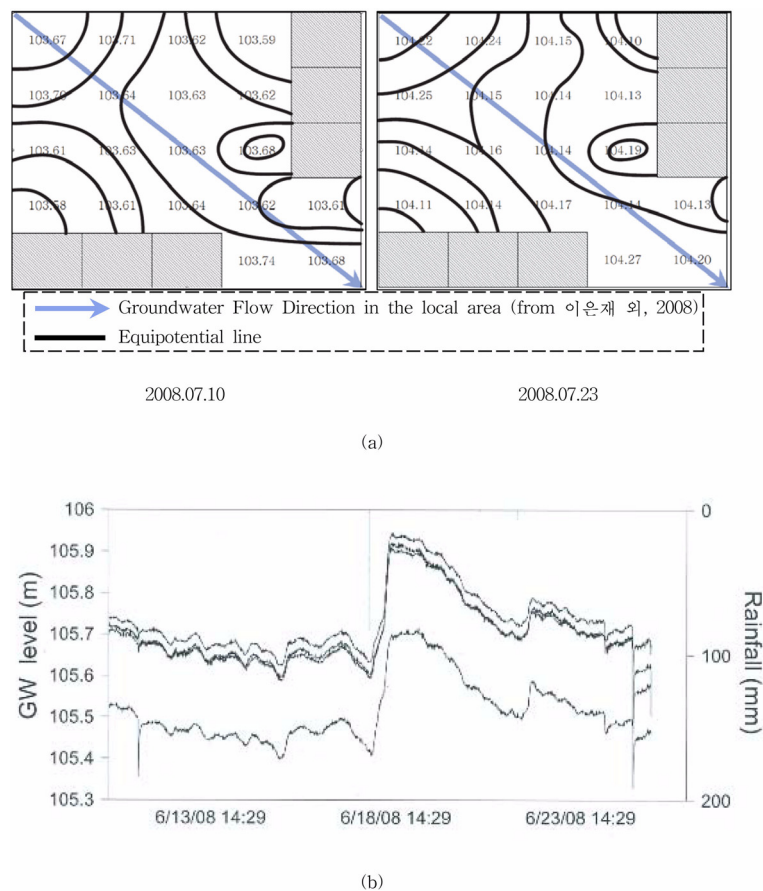 103.67 103.71 103.62 103.59
103.70 103.64 103.63 103.62
103.61 103.63 103.63 103.68
103.58 103.61 103.64 103.62 103.61
103.74 103.68
104.22 104.24 104.15 104.10
104.25 104.15 104.14 104.13
104.14 104.16 104.14 104.19
104.11 104.14 104.17 104.14 104.13
104.27 104.20
Groundwater Flow Direction in the local area (from 이은재 외, 2008)
Equipotential line
2008.07.10 2008.07.23
(a)
GW level (m)
106
105.9
105.8
105.7
105.6
105.5
105.4
105.3
6/13/08 14:29 6/18/08 14:29 6/23/08 14:29
0
100
200
Rainfall (mm)
(b)